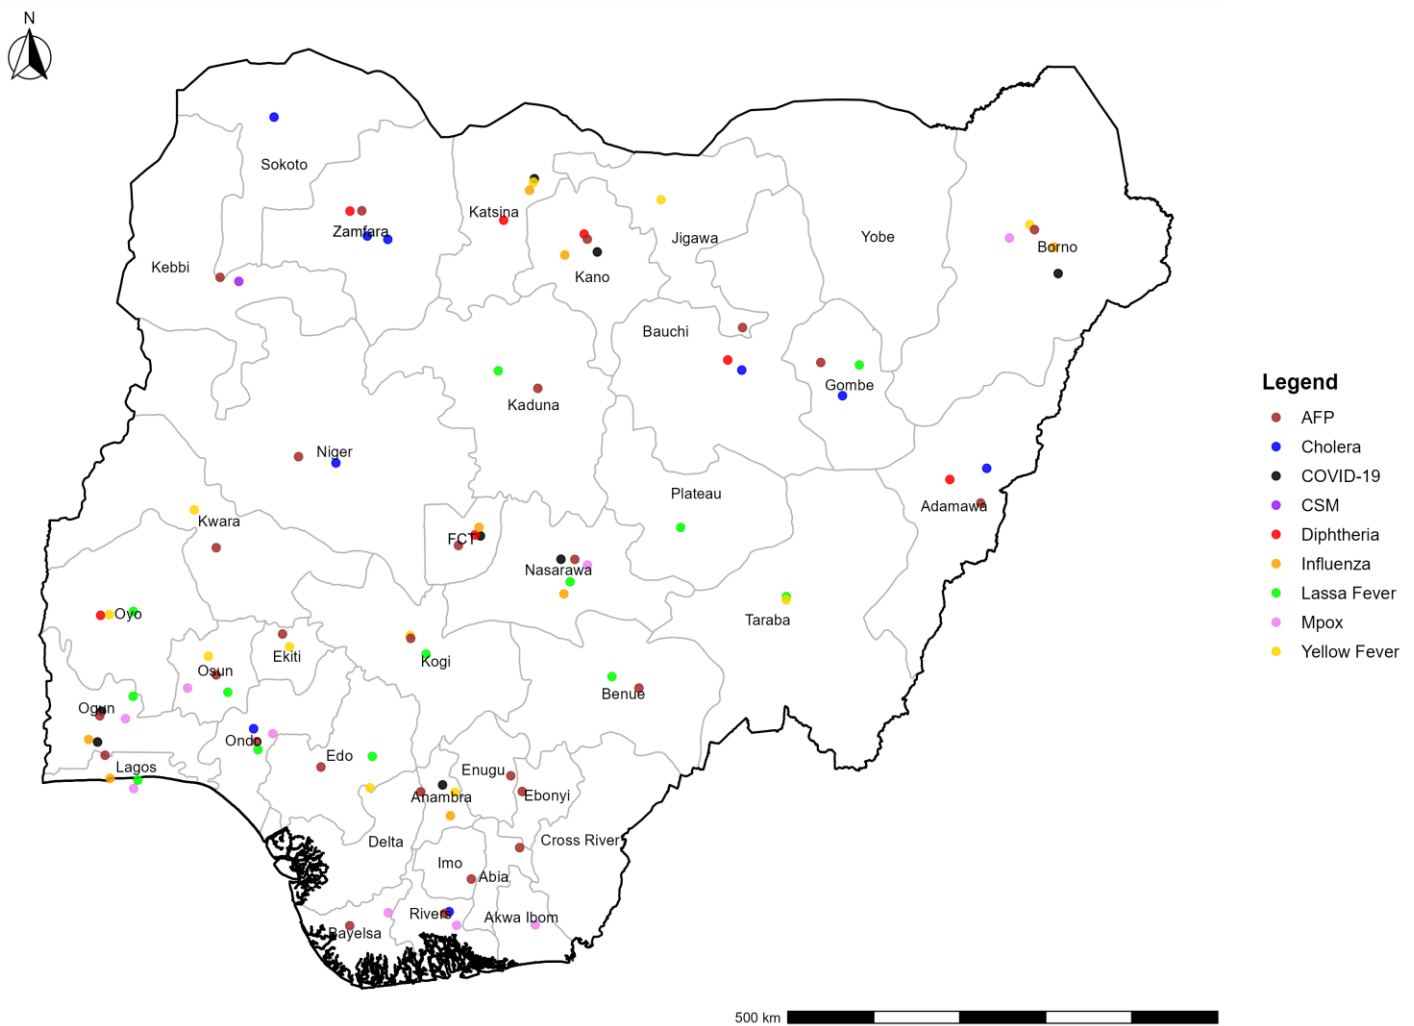 N
Sokoto
Katsina
Zamfara
Jigawa
Yobe
Borno
Kebbi
Kano
Bauchi
Gombe
Kaduna
Niger
Plateau
Adamawa
Kwara
FCT
Nasarawa
Oyo
Taraba
Ekiti
Kogi
Osun
Benue
Ogun
Ondo
Edo
Lagos
Enugu
Anambra
Ebonyi
Delta
Cross River
Imo
Abia
Rivers
Akwa Ibom
Bayelsa
Legend
AFP
Cholera
COVID-19
CSM
Diphtheria
Influenza
Lassa Fever
Mpox
Yellow Fever
500 km